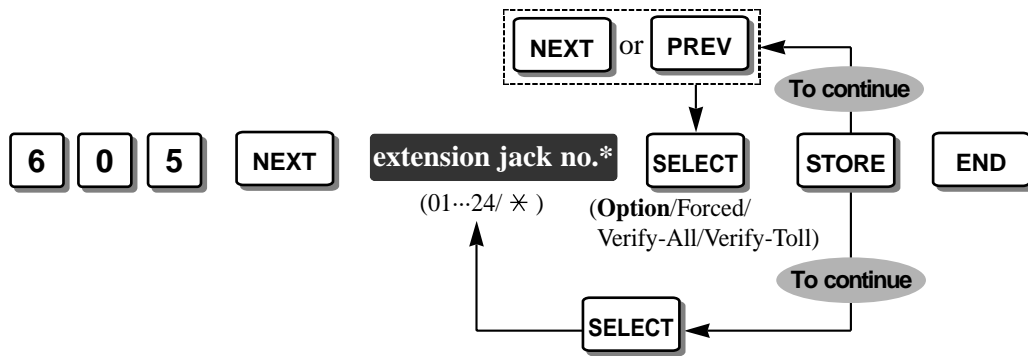 NEXT or PREV
To continue
6 0 5 NEXT extension jack no.* SELECT STORE END
(01···24/ ✳ )
(Option/Forced/
Verify-All/Verify-Toll)
To continue
SELECT